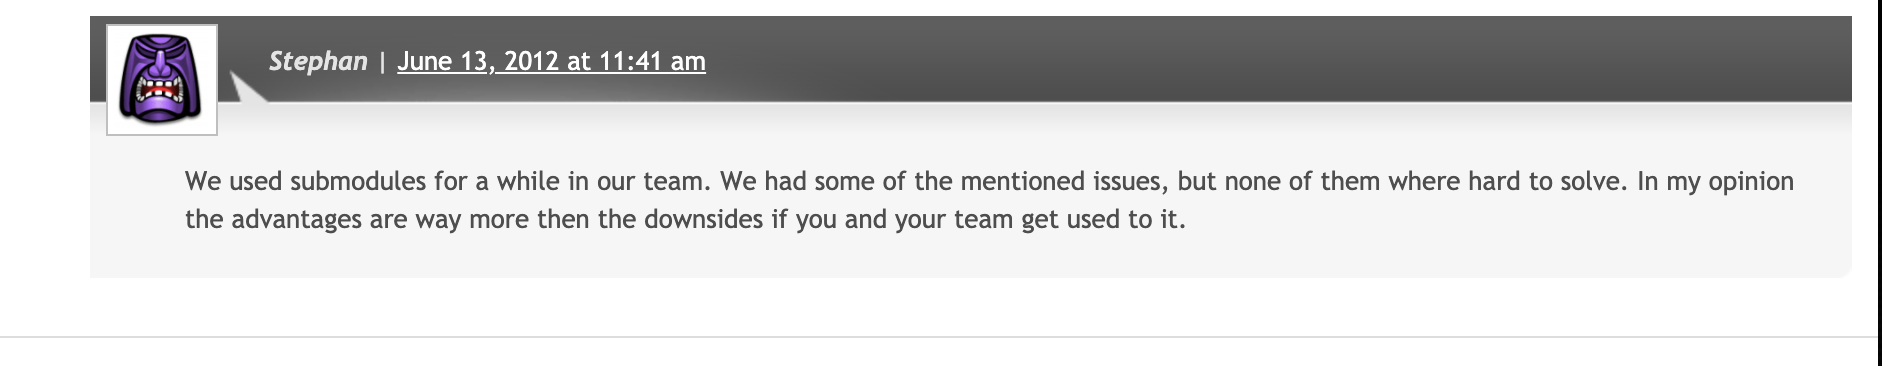 Stephan | June 13, 2012 at 11:41 am
We used submodules for a while in our team. We had some of the mentioned issues, but none of them where hard to solve. In my opinion
the advantages are way more then the downsides if you and your team get used to it.